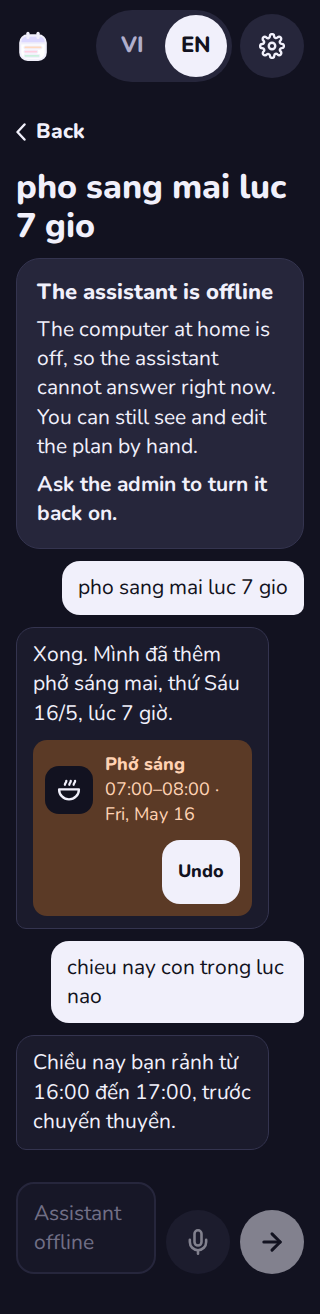 VI EN
Back
pho sang mai luc
7 gio
The assistant is offline
The computer at home is
off, so the assistant
cannot answer right now.
You can still see and edit
the plan by hand.
Ask the admin to turn it
back on.
pho sang mai luc 7 gio
Xong. Mình đã thêm
phở sáng mai, thứ Sáu
16/5, lúc 7 giờ.
Phở sáng
07:00–08:00 ·
Fri, May 16
Undo
chieu nay con trong luc
nao
Chiều nay bạn rảnh từ
16:00 đến 17:00, trước
chuyến thuyền.
Assistant
offline